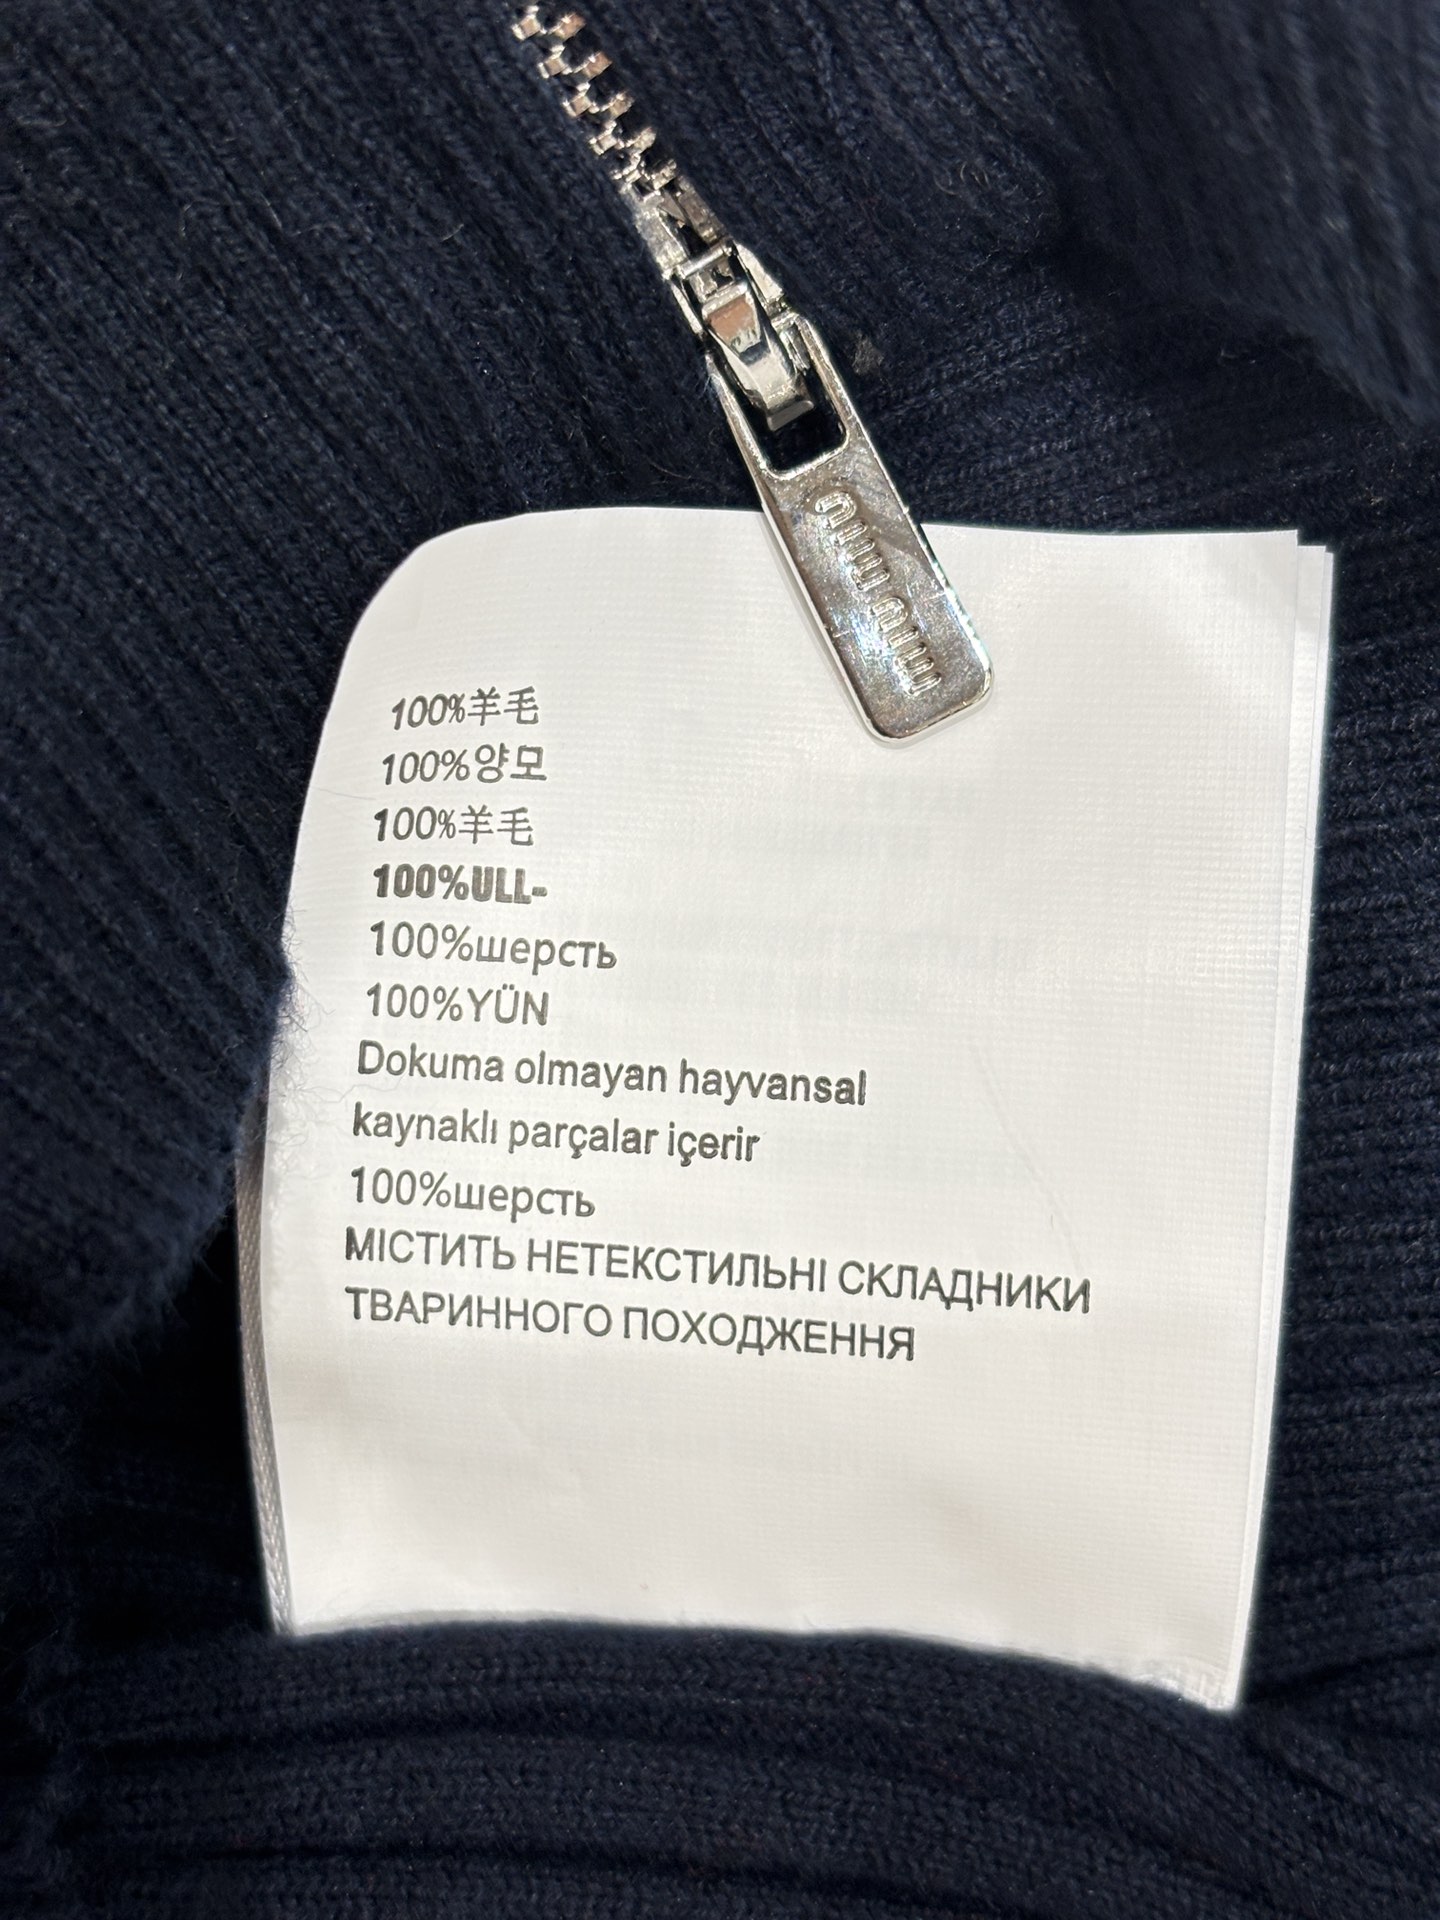 miu miu
100%羊毛
100%양모
100%羊毛
100%ULL-
100%шерсть
100%YÜN
Dokuma olmayan hayvansal
kaynaklı parçalar içerir
100%шерсть
МІСТИТЬ НЕТЕКСТИЛЬНІ СКЛАДНИКИ
ТВАРИННОГО ПОХОДЖЕННЯ